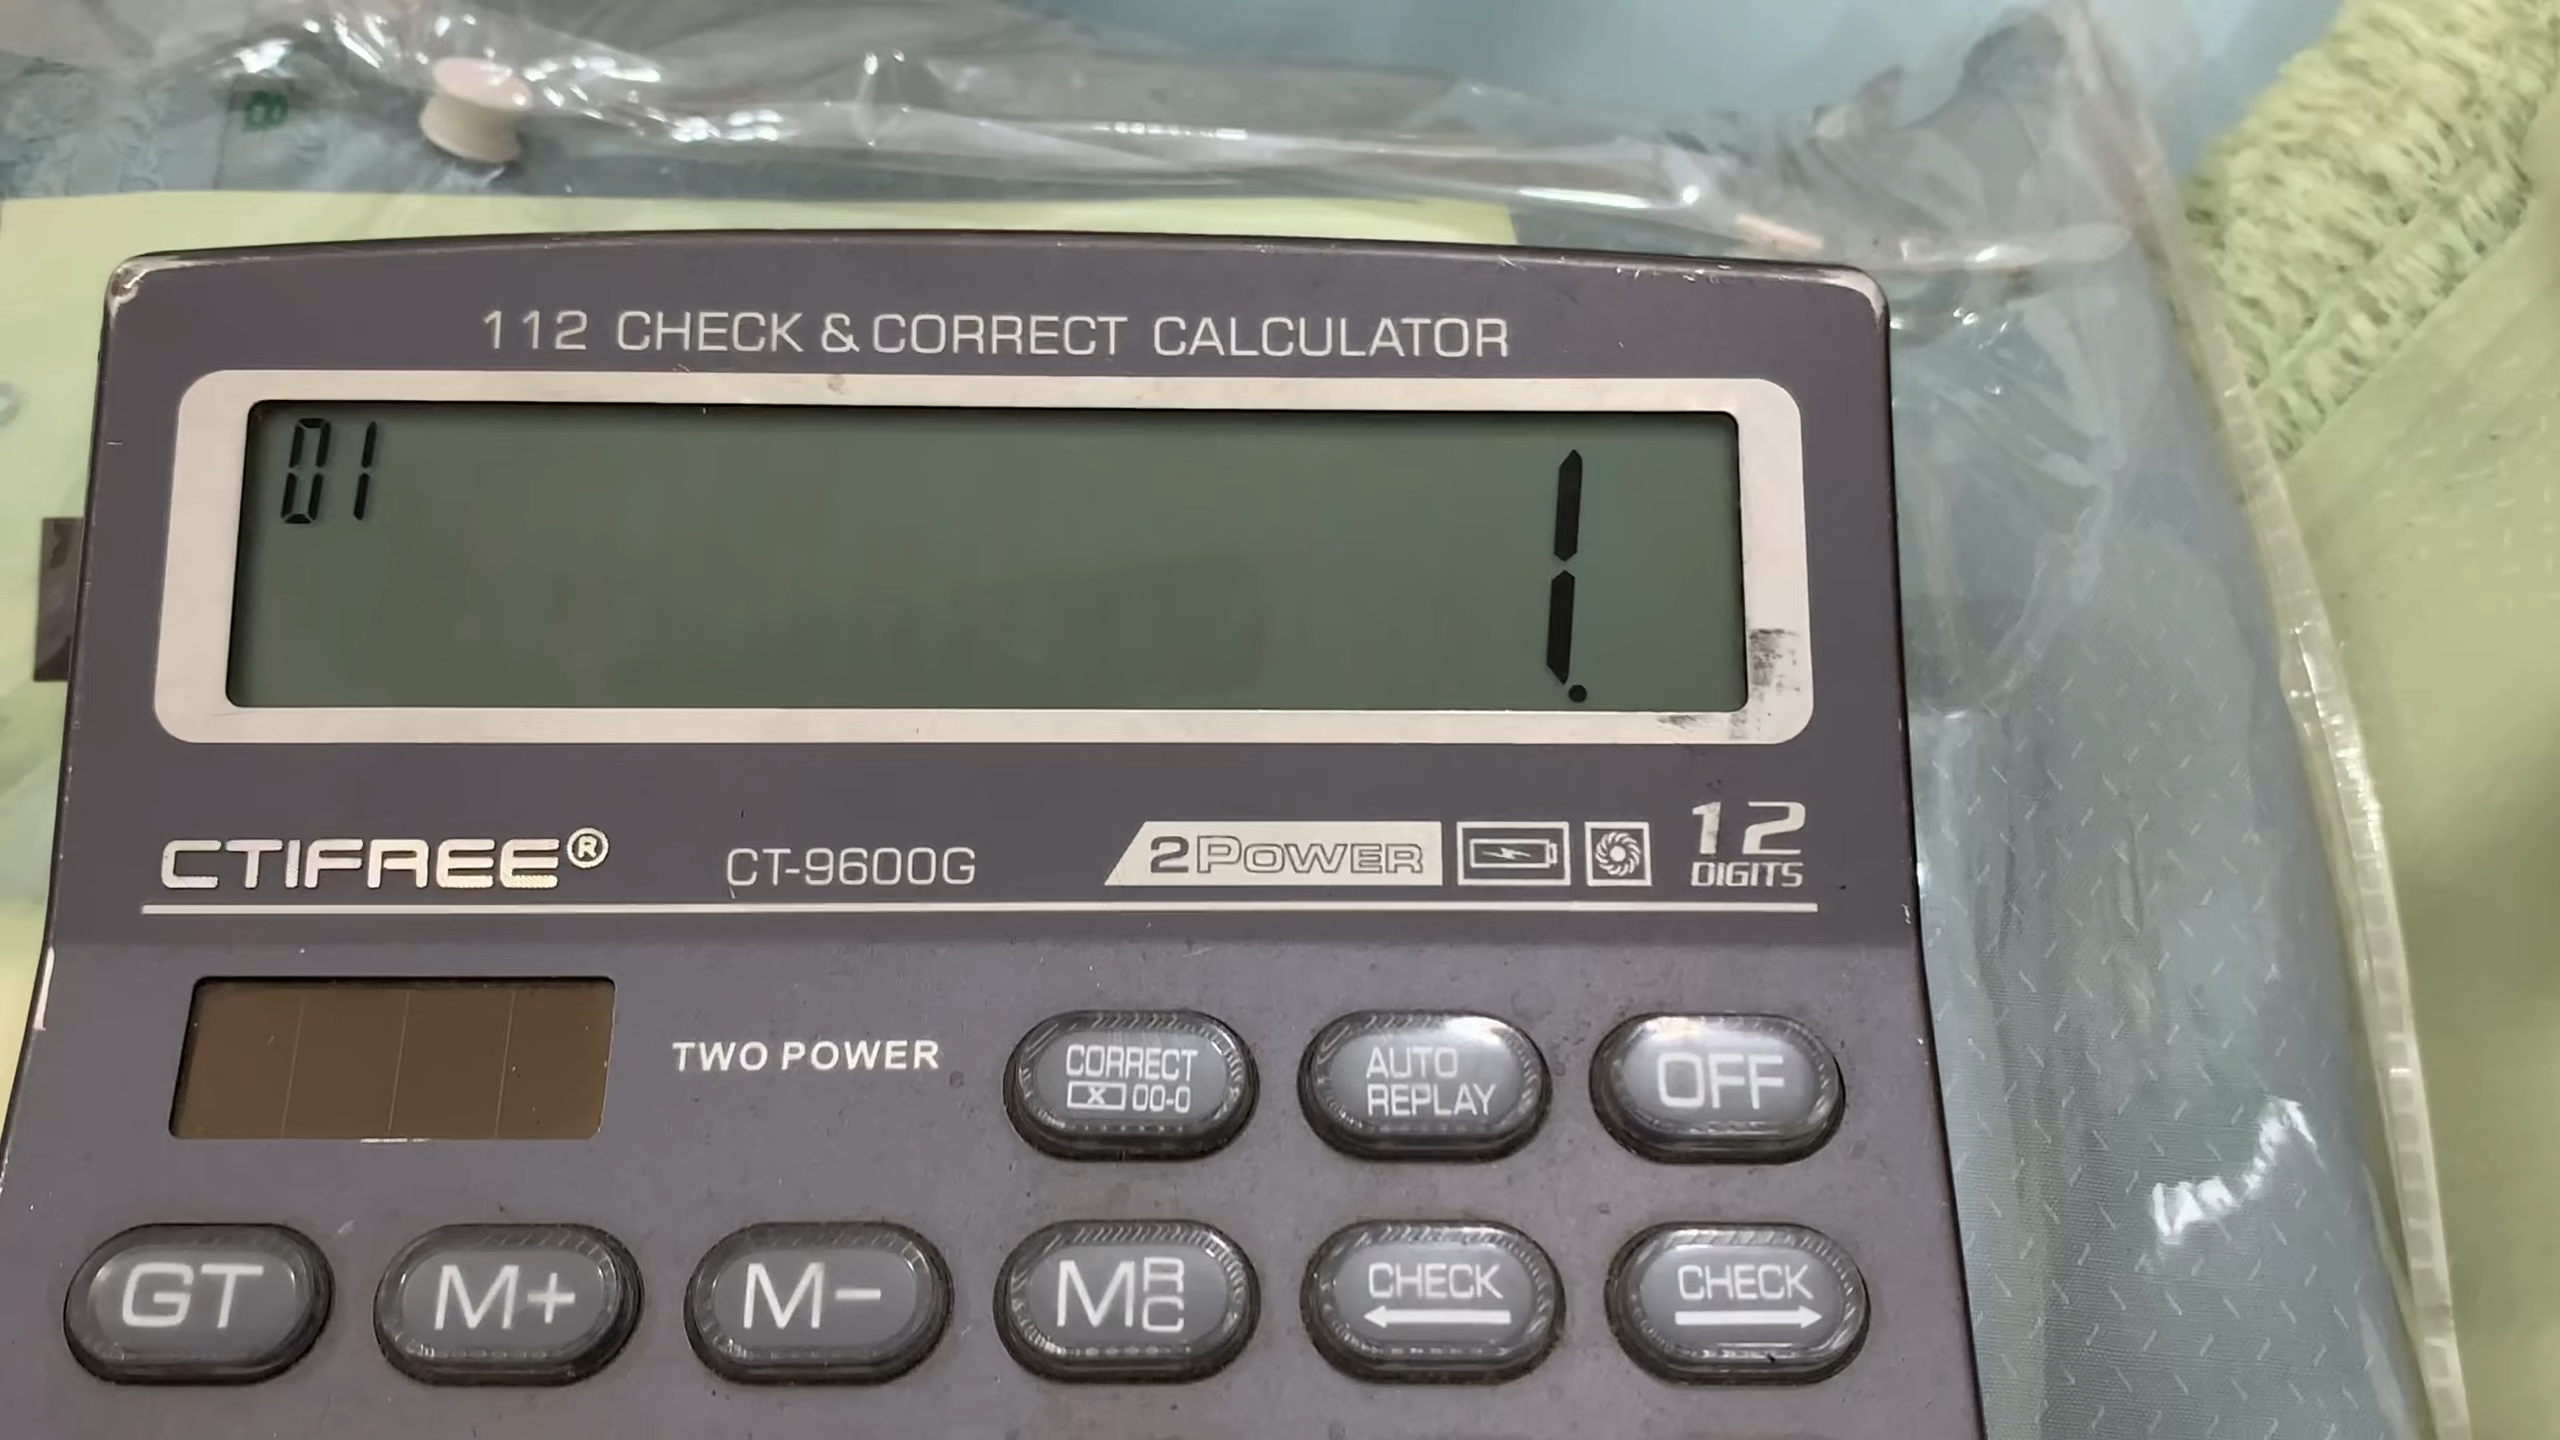 8
112 CHECK & CORRECT CALCULATOR
01
1.
CTIFREE®
CT-9600G
2POWER
12
DIGITS
TWO POWER
CORRECT
X 00-0
AUTO
REPLAY
OFF
GT
M+
M-
MRC
CHECK
CHECK